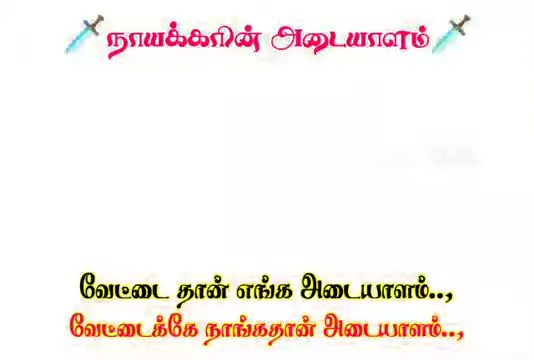 🗡️நாயக்கரின் அடையாளம்🗡️
வேட்டை தான் எங்க அடையாளம்..,
வேட்டைக்கே நாங்கதான் அடையாளம்..,